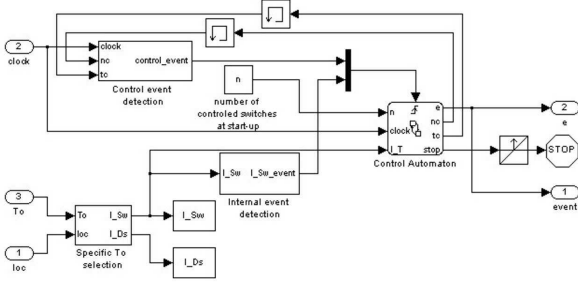 2
clock
clock
nc
tc
control_event
Control event
detection
n
number of
controled switches
at start-up
n
clock
I_T
e
nc
tc
stop
Control Automaton
2
e
STOP
1
event
3
To
1
loc
To
loc
I_Sw
I_Ds
Specific To
selection
I_Sw
I_Sw_event
Internal event
detection
I_Sw
I_Ds